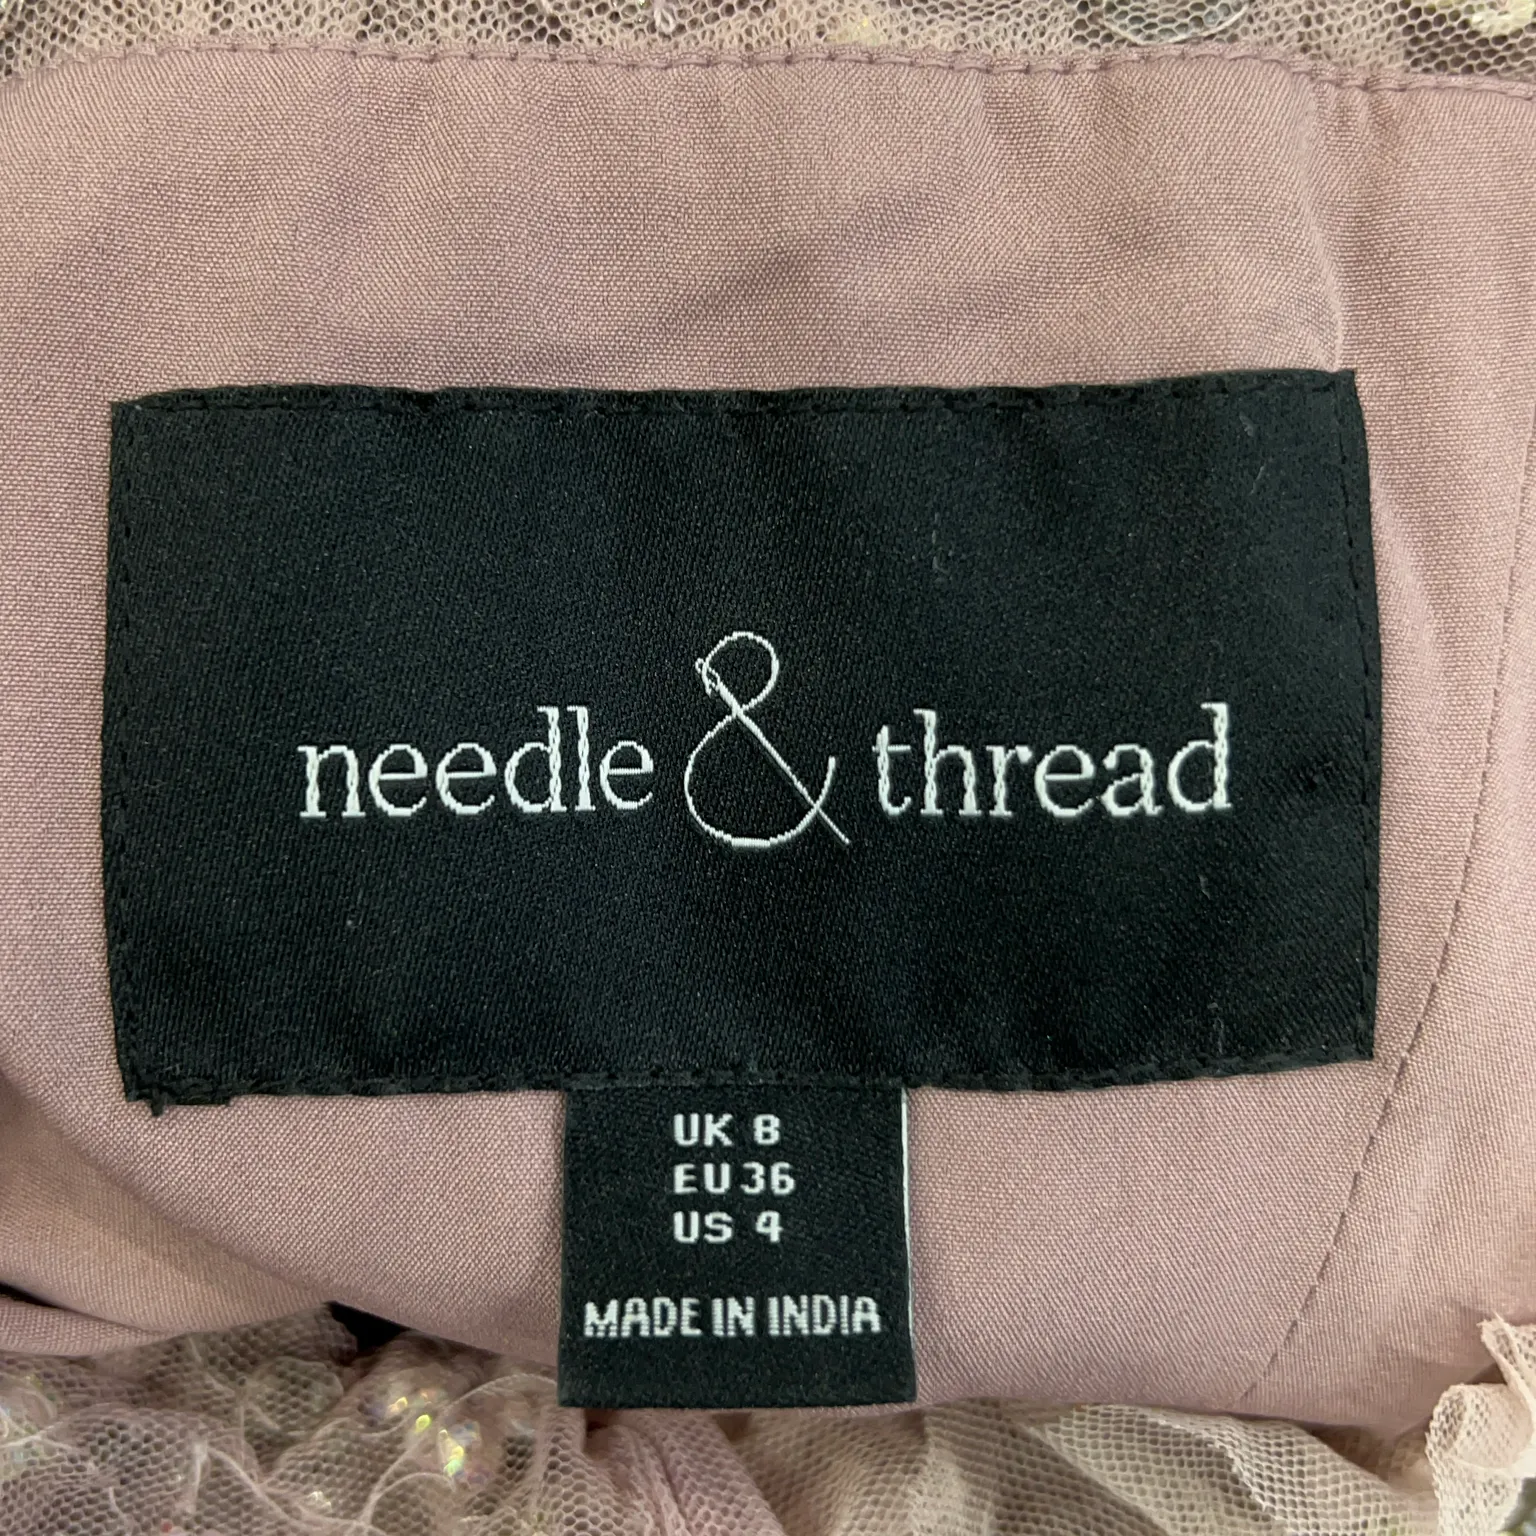 needle & thread
UK 8
EU 36
US 4
MADE IN INDIA